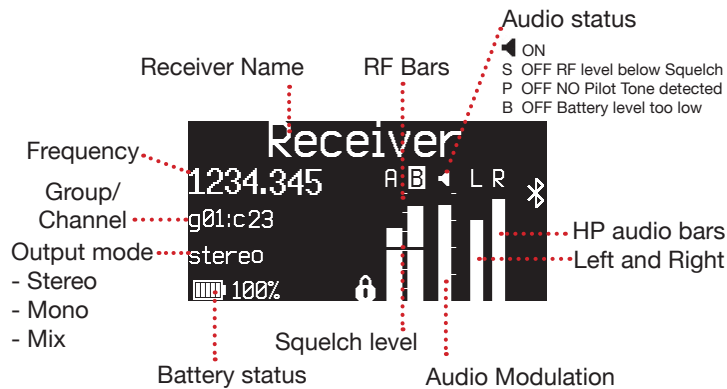 Audio status
ON
S OFF RF level below Squelch
P OFF NO Pilot Tone detected
B OFF Battery level too low
Receiver Name
RF Bars
Receiver
Frequency
1234.345
A B L R
Group/
Channel
g01:c23
Output mode
- Stereo
- Mono
- Mix
stereo
100%
HP audio bars
Left and Right
Squelch level
Battery status
Audio Modulation